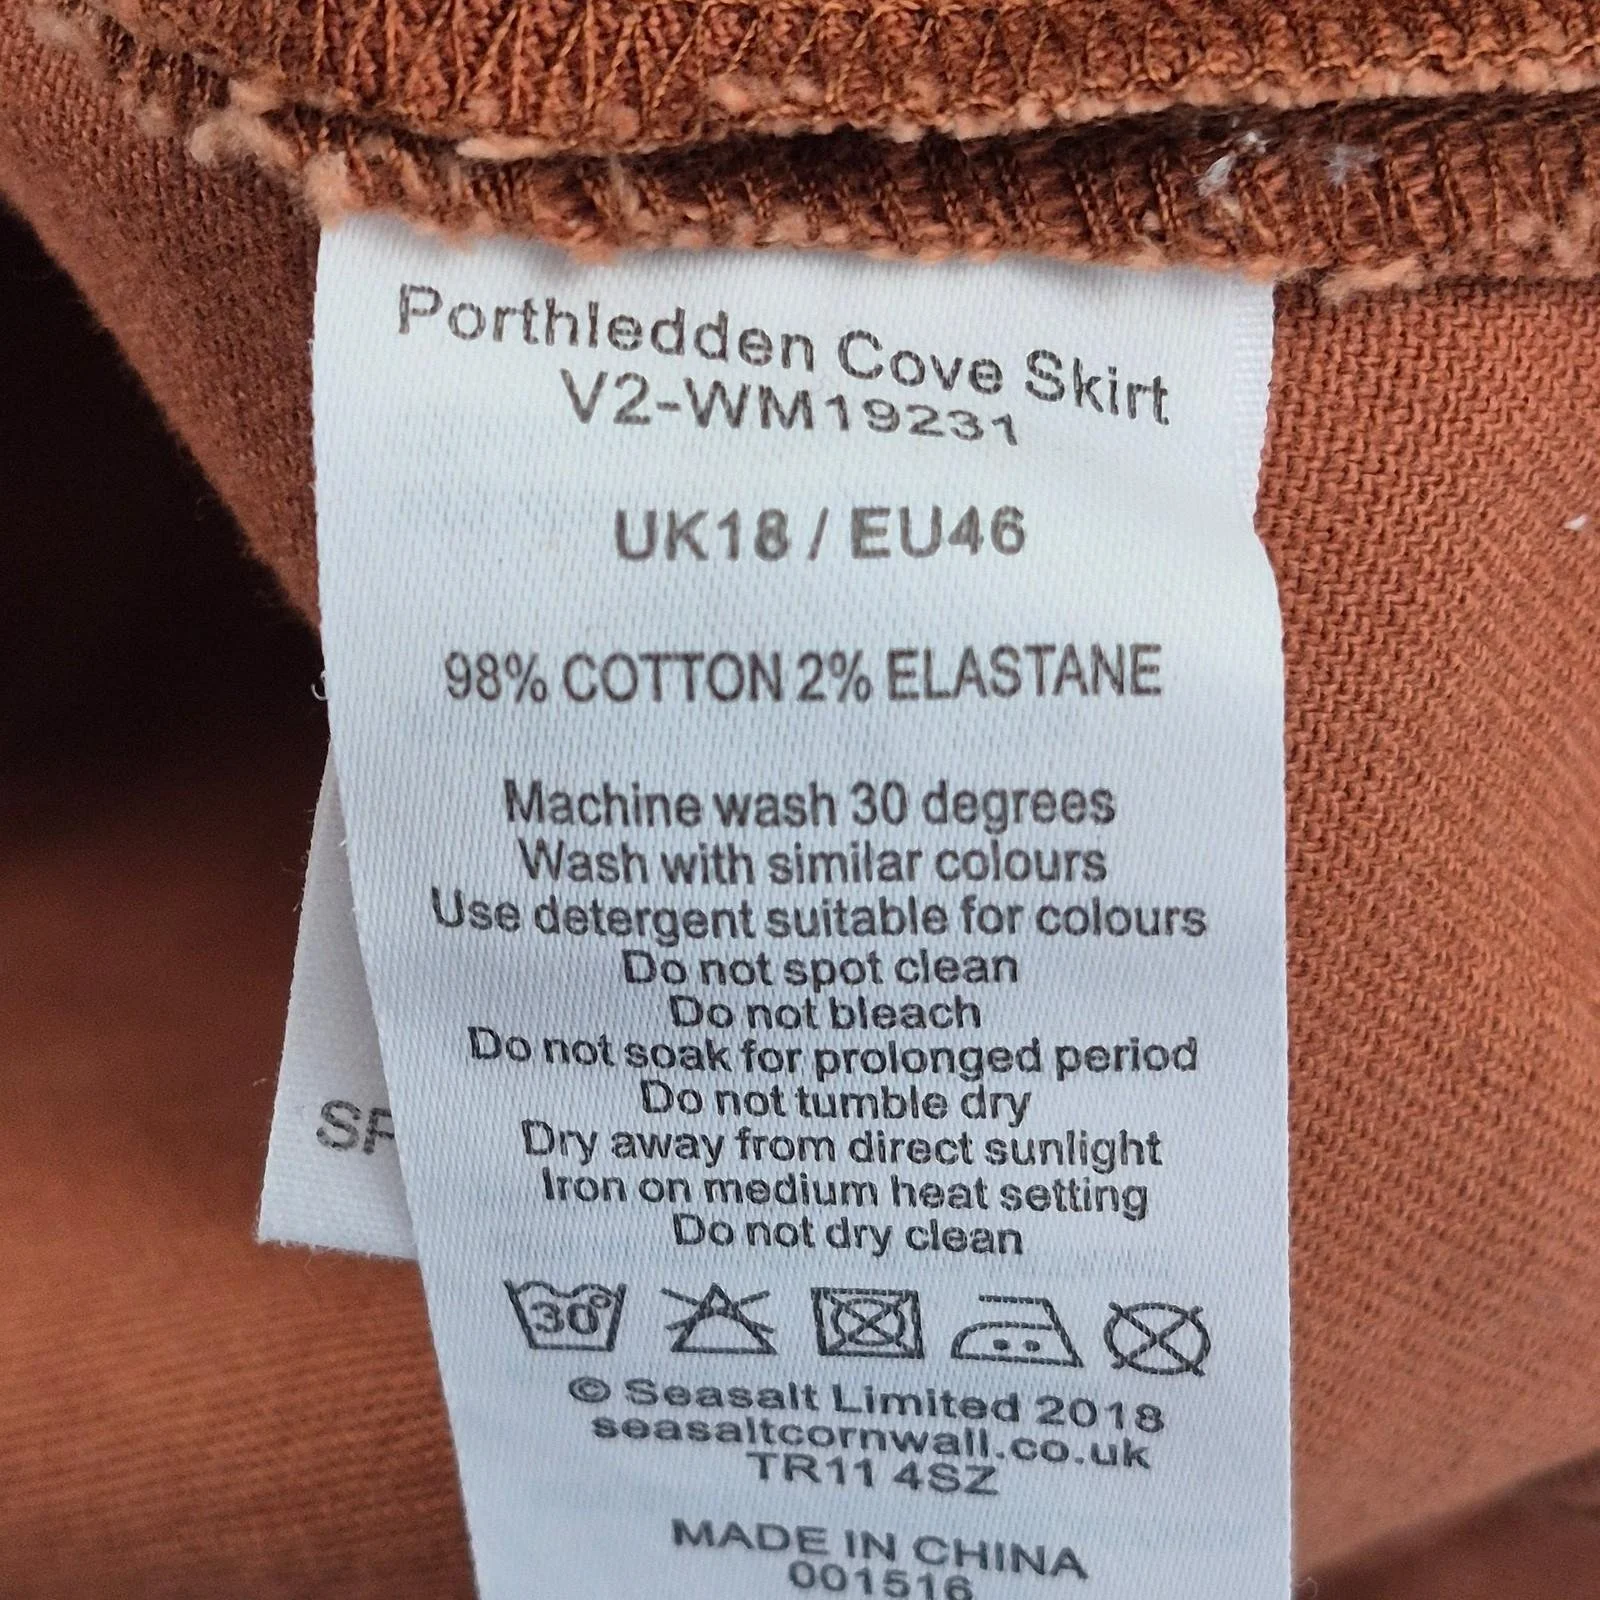 Porthledden Cove Skirt
V2-WM19231
UK18 / EU46
98% COTTON 2% ELASTANE
Machine wash 30 degrees
Wash with similar colours
Use detergent suitable for colours
Do not spot clean
Do not bleach
Do not soak for prolonged period
Do not tumble dry
Dry away from direct sunlight
Iron on medium heat setting
Do not dry clean
30°
© Seasalt Limited 2018
seasaltcornwall.co.uk
TR11 4SZ
MADE IN CHINA
001516